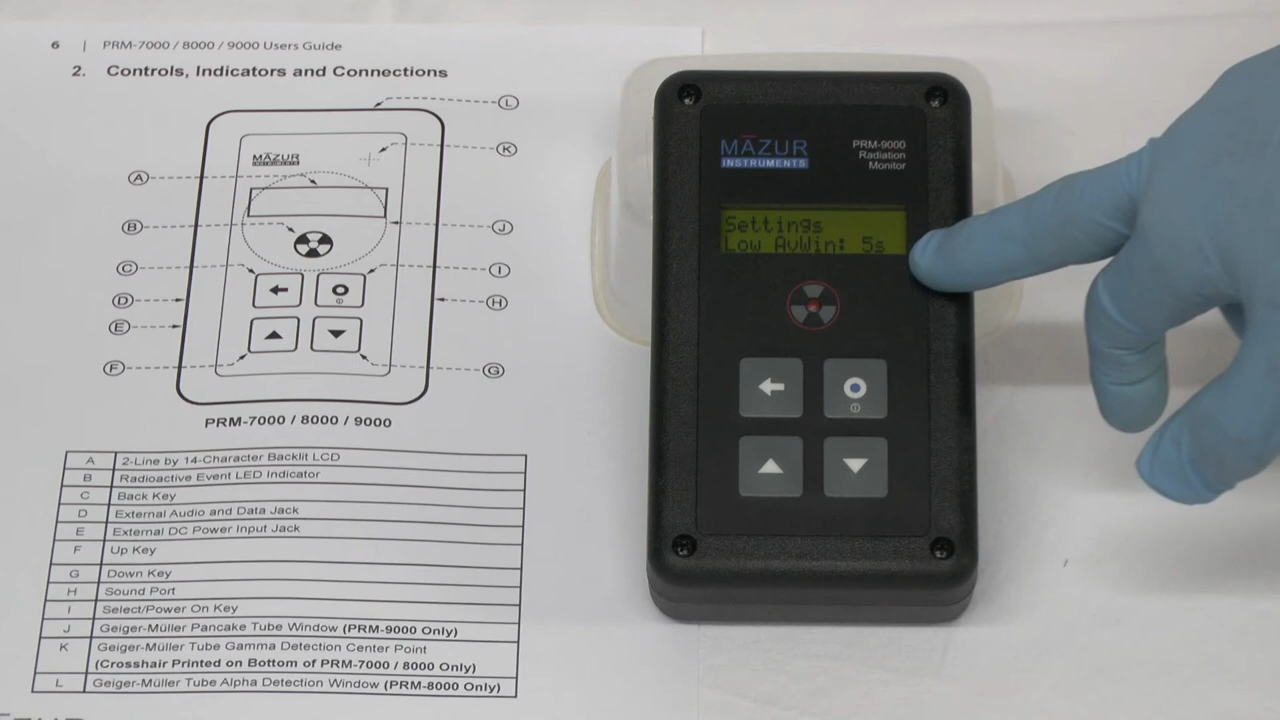 6 | PRM-7000 / 8000 / 9000 Users Guide
2. Controls, Indicators and Connections
L
K
A
B
J
C
I
D
H
E
F
G
MAZUR
INSTRUMENTS
PRM-7000 / 8000 / 9000
A 2-Line by 14-Character Backlit LCD
B Radioactive Event LED Indicator
C Back Key
D External Audio and Data Jack
E External DC Power Input Jack
F Up Key
G Down Key
H Sound Port
I Select/Power On Key
J Geiger-Müller Pancake Tube Window (PRM-9000 Only)
K Geiger-Müller Tube Gamma Detection Center Point
(Crosshair Printed on Bottom of PRM-7000 / 8000 Only)
L Geiger-Müller Tube Alpha Detection Window (PRM-8000 Only)
MĀZUR
INSTRUMENTS
PRM-9000
Radiation
Monitor
Settings
Low AvWin: 5s